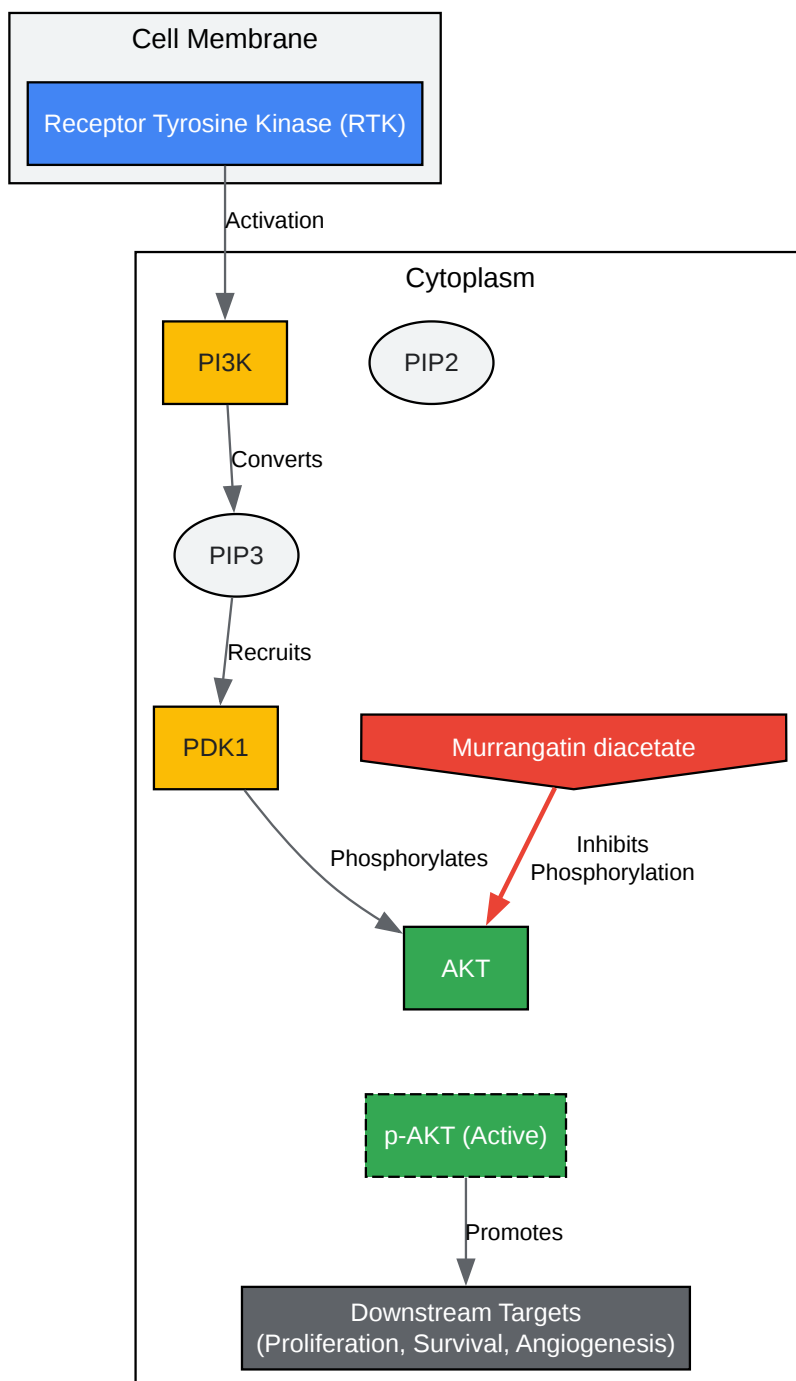 Cell Membrane
Receptor Tyrosine Kinase (RTK)
Activation
Cytoplasm
PI3K
PIP2
Converts
PIP3
Recruits
PDK1
Murrangatin diacetate
Phosphorylates
Inhibits
Phosphorylation
AKT
p-AKT (Active)
Promotes
Downstream Targets
(Proliferation, Survival, Angiogenesis)